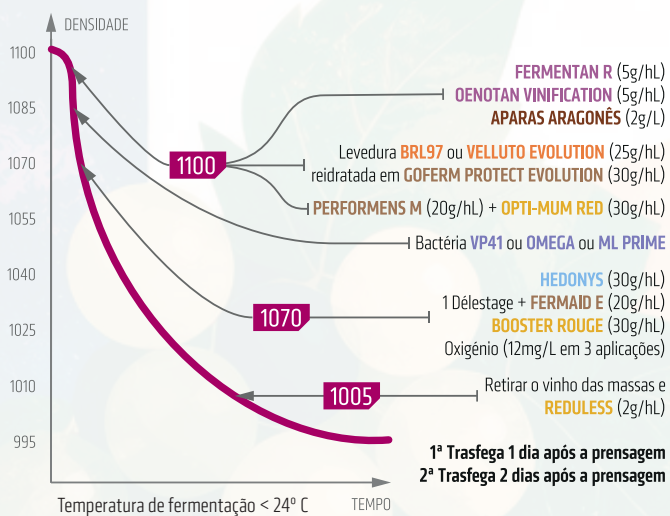 DENSIDADE
1100
1085
1070
1055
1040
1025
1010
995
FERMENTAN R (5g/hL)
OENOTAN VINIFICATION (5g/hL)
APARAS ARAGONÊS (2g/L)
1100
Levedura BRL97 ou VELLUTO EVOLUTION (25g/hL)
reidratada em GOFERM PROTECT EVOLUTION (30g/hL)
PERFORMENS M (20g/hL) + OPTI-MUM RED (30g/hL)
Bactéria VP41 ou OMEGA ou ML PRIME
1070
HEDONYS (30g/hL)
1 Délestage + FERMAID E (20g/hL)
BOOSTER ROUGE (30g/hL)
Oxigénio (12mg/L em 3 aplicações)
1005
Retirar o vinho das massas e
REDULESS (2g/hL)
1ª Trasfega 1 dia após a prensagem
2ª Trasfega 2 dias após a prensagem
Temperatura de fermentação < 24º C
TEMPO